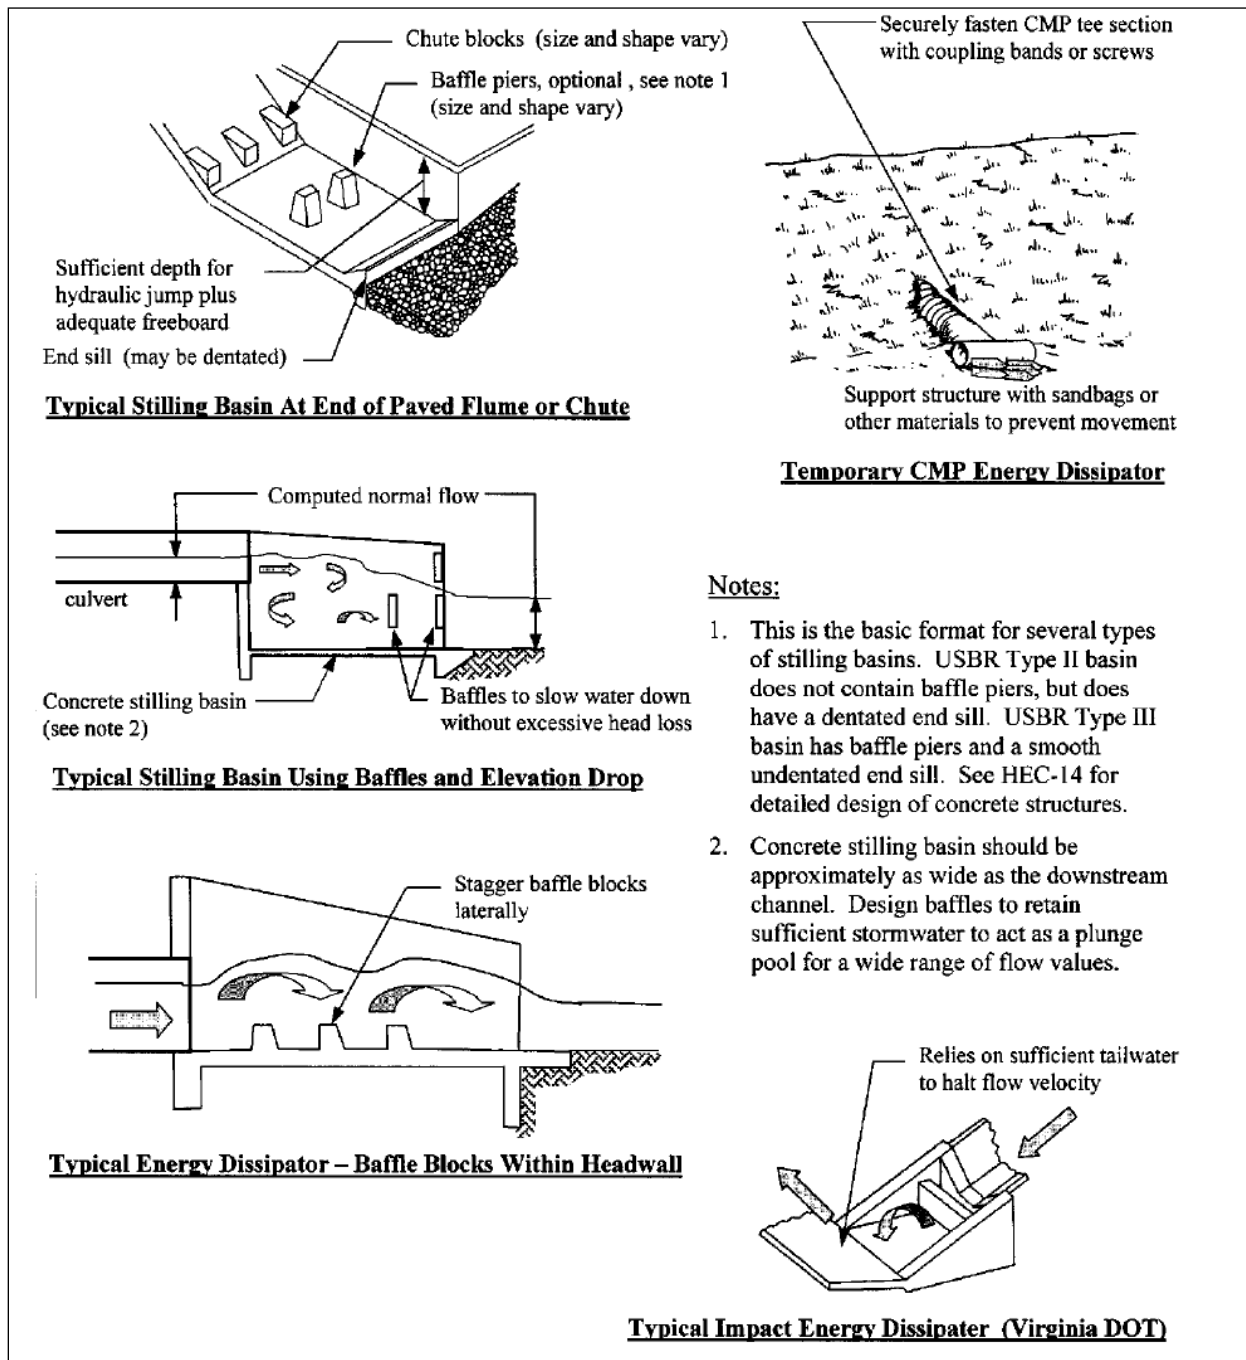 Chute blocks (size and shape vary)
Baffle piers, optional , see note 1
(size and shape vary)
Sufficient depth for
hydraulic jump plus
adequate freeboard
End sill (may be dentated)
Typical Stilling Basin At End of Paved Flume or Chute
Securely fasten CMP tee section
with coupling bands or screws
Support structure with sandbags or
other materials to prevent movement
Temporary CMP Energy Dissipator
Computed normal flow
culvert
Concrete stilling basin
(see note 2)
Baffles to slow water down
without excessive head loss
Typical Stilling Basin Using Baffles and Elevation Drop
Stagger baffle blocks
laterally
Typical Energy Dissipator – Baffle Blocks Within Headwall
Notes:
1. This is the basic format for several types
of stilling basins. USBR Type II basin
does not contain baffle piers, but does
have a dentated end sill. USBR Type III
basin has baffle piers and a smooth
undentated end sill. See HEC-14 for
detailed design of concrete structures.
2. Concrete stilling basin should be
approximately as wide as the downstream
channel. Design baffles to retain
sufficient stormwater to act as a plunge
pool for a wide range of flow values.
Relies on sufficient tailwater
to halt flow velocity
Typical Impact Energy Dissipater (Virginia DOT)